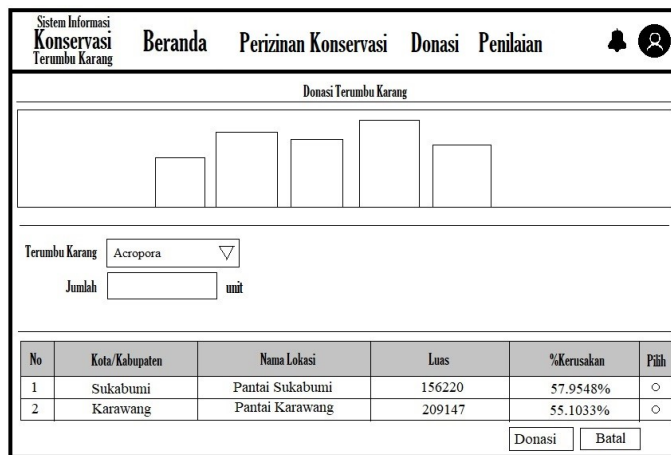 Sistem Informasi
Konservasi
Terumbu Karang
Beranda Perizinan Konservasi Donasi Penilaian
Donasi Terumbu Karang
Terumbu Karang Acropora
Jumlah unit
No Kota/Kabupaten Nama Lokasi Luas %Kerusakan Pilih
1 Sukabumi Pantai Sukabumi 156220 57.9548%
2 Karawang Pantai Karawang 209147 55.1033%
Donasi Batal